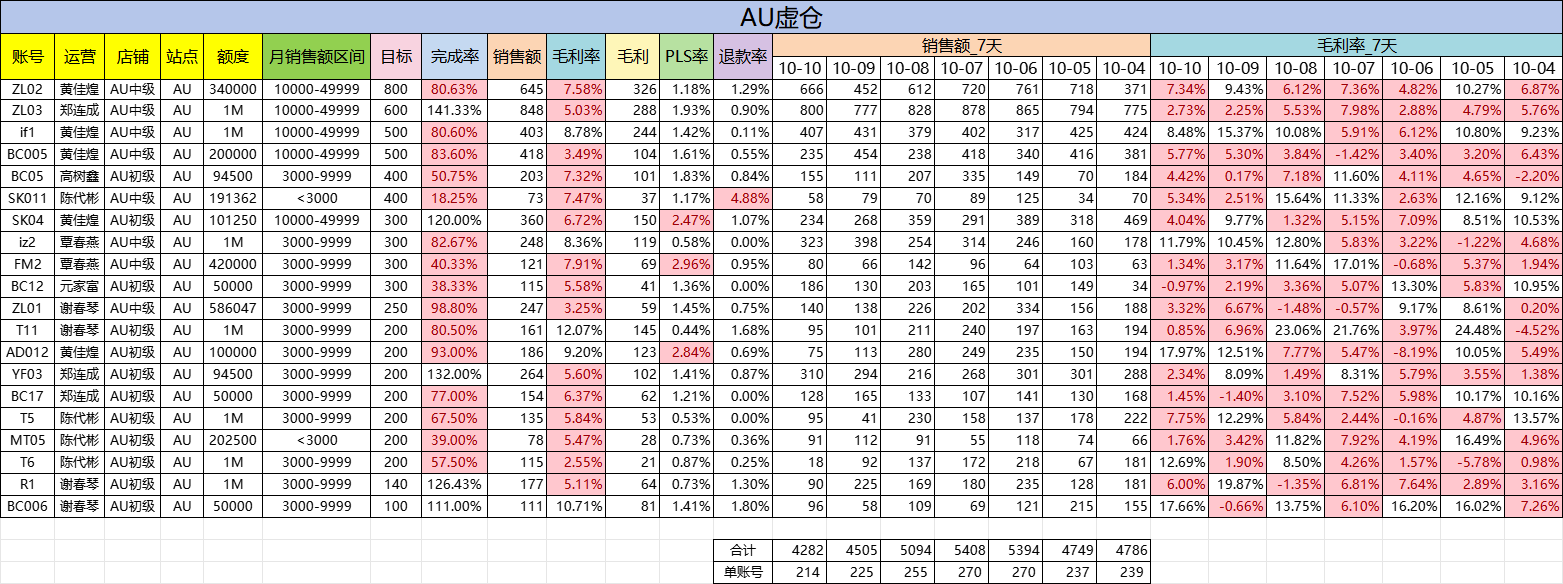 AU虚仓
账号 运营 店铺 站点 额度 月销售额区间 目标 完成率 销售额 毛利率 毛利 PLS率 退款率 销售额_7天 毛利率_7天
10-10 10-09 10-08 10-07 10-06 10-05 10-04 10-10 10-09 10-08 10-07 10-06 10-05 10-04
ZL02 黄佳煌 AU中级 AU 340000 10000-49999 800 80.63% 645 7.58% 326 1.18% 1.29% 666 452 612 720 761 718 371 7.34% 9.43% 6.12% 7.36% 4.82% 10.27% 6.87%
ZL03 郑连成 AU中级 AU 1M 10000-49999 600 141.33% 848 5.03% 288 1.93% 0.90% 800 777 828 878 865 794 775 2.73% 2.25% 5.53% 7.98% 2.88% 4.79% 5.76%
if1 黄佳煌 AU中级 AU 1M 10000-49999 500 80.60% 403 8.78% 244 1.42% 0.11% 407 431 379 402 317 425 424 8.48% 15.37% 10.08% 5.91% 6.12% 10.80% 9.23%
BC005 黄佳煌 AU中级 AU 200000 10000-49999 500 83.60% 418 3.49% 104 1.61% 0.55% 235 454 238 418 340 416 381 5.77% 5.30% 3.84% -1.42% 3.40% 3.20% 6.43%
BC05 高树鑫 AU初级 AU 94500 3000-9999 400 50.75% 203 7.32% 101 1.83% 0.84% 155 111 207 335 149 70 184 4.42% 0.17% 7.18% 11.60% 4.11% 4.65% -2.20%
SK011 陈代彬 AU中级 AU 191362 <3000 400 18.25% 73 7.47% 37 1.17% 4.88% 58 79 70 89 125 34 70 5.34% 2.51% 15.64% 11.33% 2.63% 12.16% 9.12%
SK04 黄佳煌 AU初级 AU 101250 10000-49999 300 120.00% 360 6.72% 150 2.47% 1.07% 234 268 359 291 389 318 469 4.04% 9.77% 1.32% 5.15% 7.09% 8.51% 10.53%
iz2 覃春燕 AU中级 AU 1M 3000-9999 300 82.67% 248 8.36% 119 0.58% 0.00% 323 398 254 314 246 160 178 11.79% 10.45% 12.80% 5.83% 3.22% -1.22% 4.68%
FM2 覃春燕 AU中级 AU 420000 3000-9999 300 40.33% 121 7.91% 69 2.96% 0.95% 80 66 142 96 64 103 63 1.34% 3.17% 11.64% 17.01% -0.68% 5.37% 1.94%
BC12 元家富 AU初级 AU 50000 3000-9999 300 38.33% 115 5.58% 41 1.36% 0.00% 186 130 203 165 101 149 34 -0.97% 2.19% 3.36% 5.07% 13.30% 5.83% 10.95%
ZL01 谢春琴 AU中级 AU 586047 3000-9999 250 98.80% 247 3.25% 59 1.45% 0.75% 140 138 226 202 334 156 188 3.32% 6.67% -1.48% -0.57% 9.17% 8.61% 0.20%
T11 谢春琴 AU初级 AU 1M 3000-9999 200 80.50% 161 12.07% 145 0.44% 1.68% 95 101 211 240 197 163 194 0.85% 6.96% 23.06% 21.76% 3.97% 24.48% -4.52%
AD012 黄佳煌 AU初级 AU 100000 3000-9999 200 93.00% 186 9.20% 123 2.84% 0.69% 75 113 280 249 235 150 194 17.97% 12.51% 7.77% 5.47% -8.19% 10.05% 5.49%
YF03 郑连成 AU初级 AU 94500 3000-9999 200 132.00% 264 5.60% 102 1.41% 0.87% 310 294 216 268 301 301 288 2.34% 8.09% 1.49% 8.31% 5.79% 3.55% 1.38%
BC17 郑连成 AU初级 AU 50000 3000-9999 200 77.00% 154 6.37% 62 1.21% 0.00% 128 165 133 107 141 130 168 1.45% -1.40% 3.10% 7.52% 5.98% 10.17% 10.16%
T5 陈代彬 AU初级 AU 1M 3000-9999 200 67.50% 135 5.84% 53 0.53% 0.00% 95 41 230 158 137 178 222 7.75% 12.29% 5.84% 2.44% -0.16% 4.87% 13.57%
MT05 陈代彬 AU初级 AU 202500 <3000 200 39.00% 78 5.47% 28 0.73% 0.36% 91 112 91 55 118 74 66 1.76% 3.42% 11.82% 7.92% 4.19% 16.49% 4.96%
T6 陈代彬 AU初级 AU 1M 3000-9999 200 57.50% 115 2.55% 21 0.87% 0.25% 18 92 137 172 218 67 181 12.69% 1.90% 8.50% 4.26% 1.57% -5.78% 0.98%
R1 谢春琴 AU初级 AU 1M 3000-9999 140 126.43% 177 5.11% 64 0.73% 1.30% 90 225 169 180 235 128 181 6.00% 19.87% -1.35% 6.81% 7.64% 2.89% 3.16%
BC006 谢春琴 AU初级 AU 50000 3000-9999 100 111.00% 111 10.71% 81 1.41% 1.80% 96 58 109 69 121 215 155 17.66% -0.66% 13.75% 6.10% 16.20% 16.02% 7.26%
合计 4282 4505 5094 5408 5394 4749 4786
单账号 214 225 255 270 270 237 239